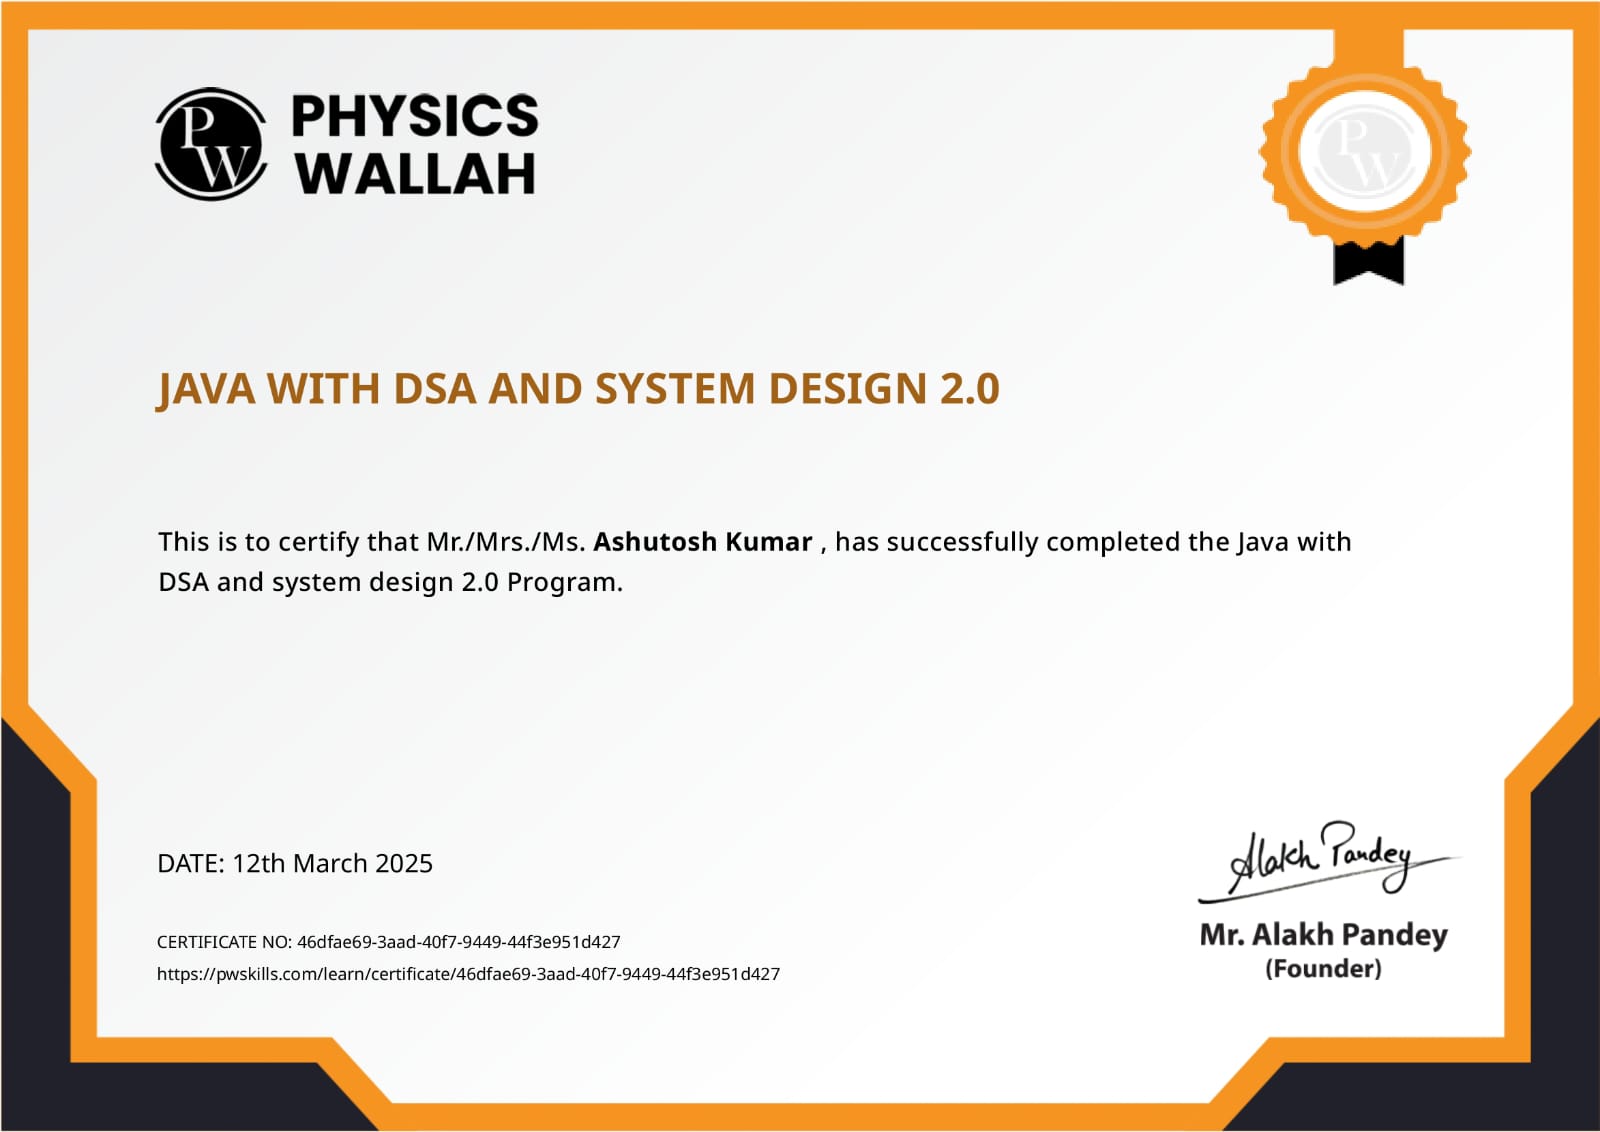 PW PHYSICS
WALLAH
PW
JAVA WITH DSA AND SYSTEM DESIGN 2.0
This is to certify that Mr./Mrs./Ms. Ashutosh Kumar , has successfully completed the Java with
DSA and system design 2.0 Program.
DATE: 12th March 2025
CERTIFICATE NO: 46dfae69-3aad-40f7-9449-44f3e951d427
https://pwskills.com/learn/certificate/46dfae69-3aad-40f7-9449-44f3e951d427
Alakh Pandey
Mr. Alakh Pandey
(Founder)